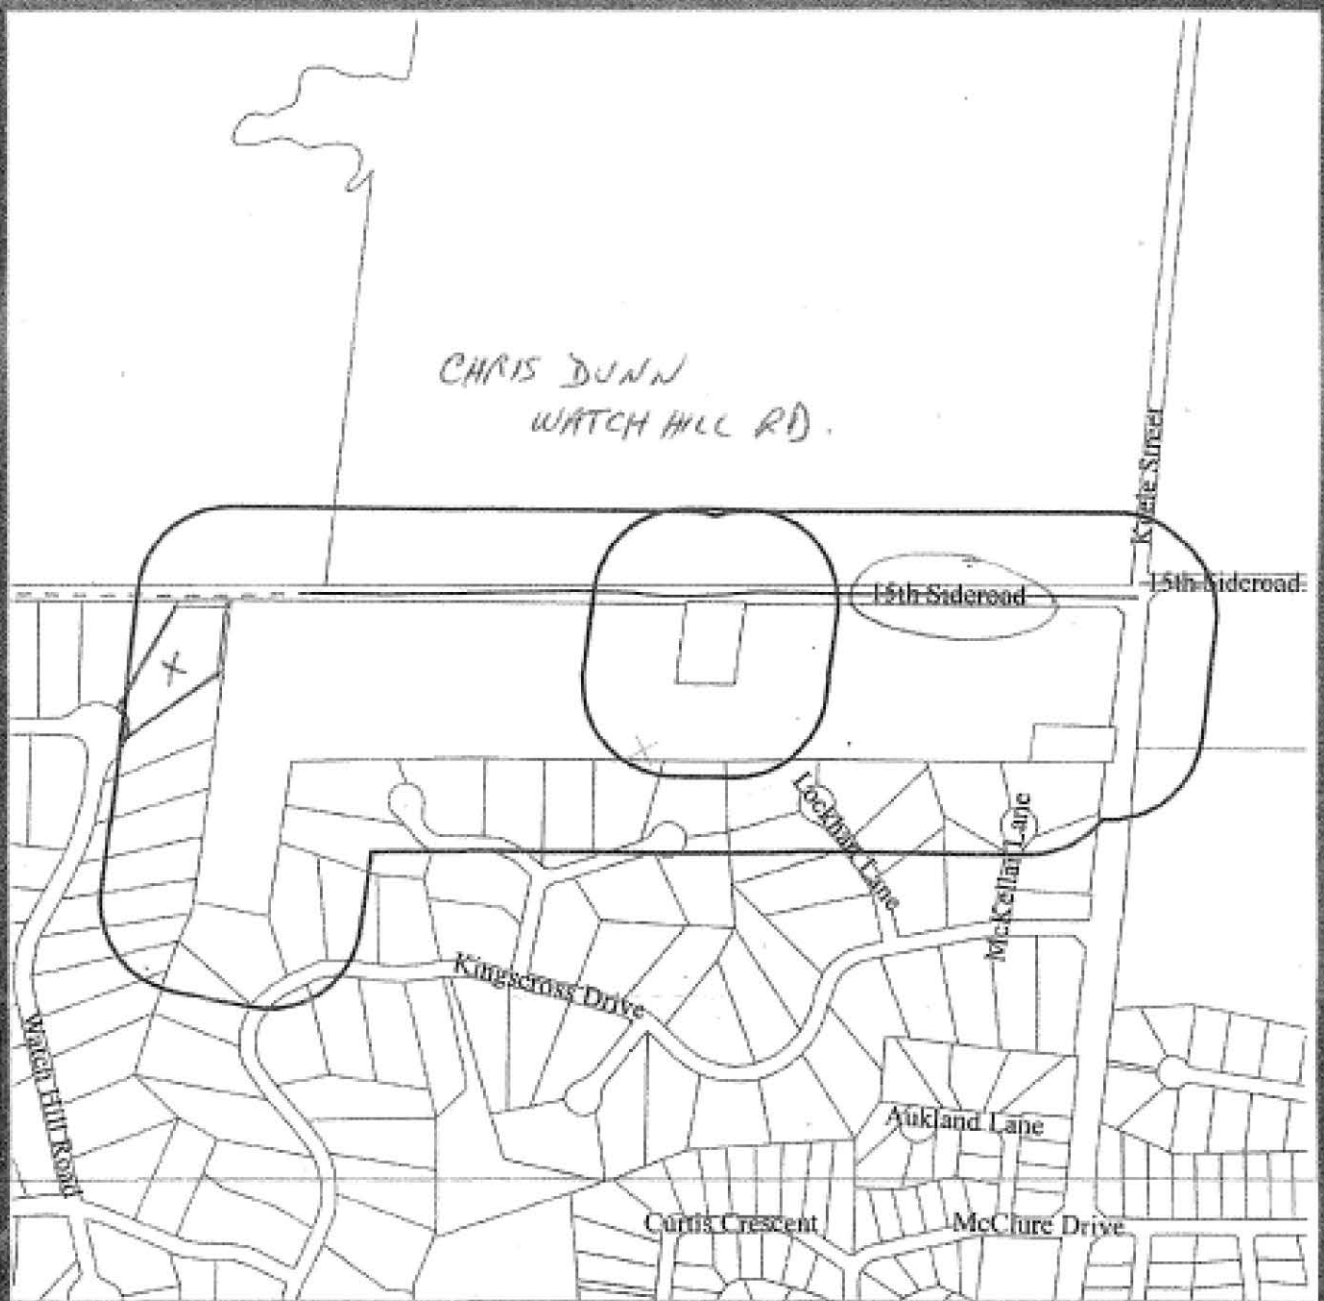 CHRIS DUNN
WATCH HILL RD.
Keele Street
15th Sideroad
15th Sideroad
Lockhart Lane
McKellar Lane
Kingscross Drive
Watch Hill Road
Aukland Lane
Curtis Crescent
McClure Drive